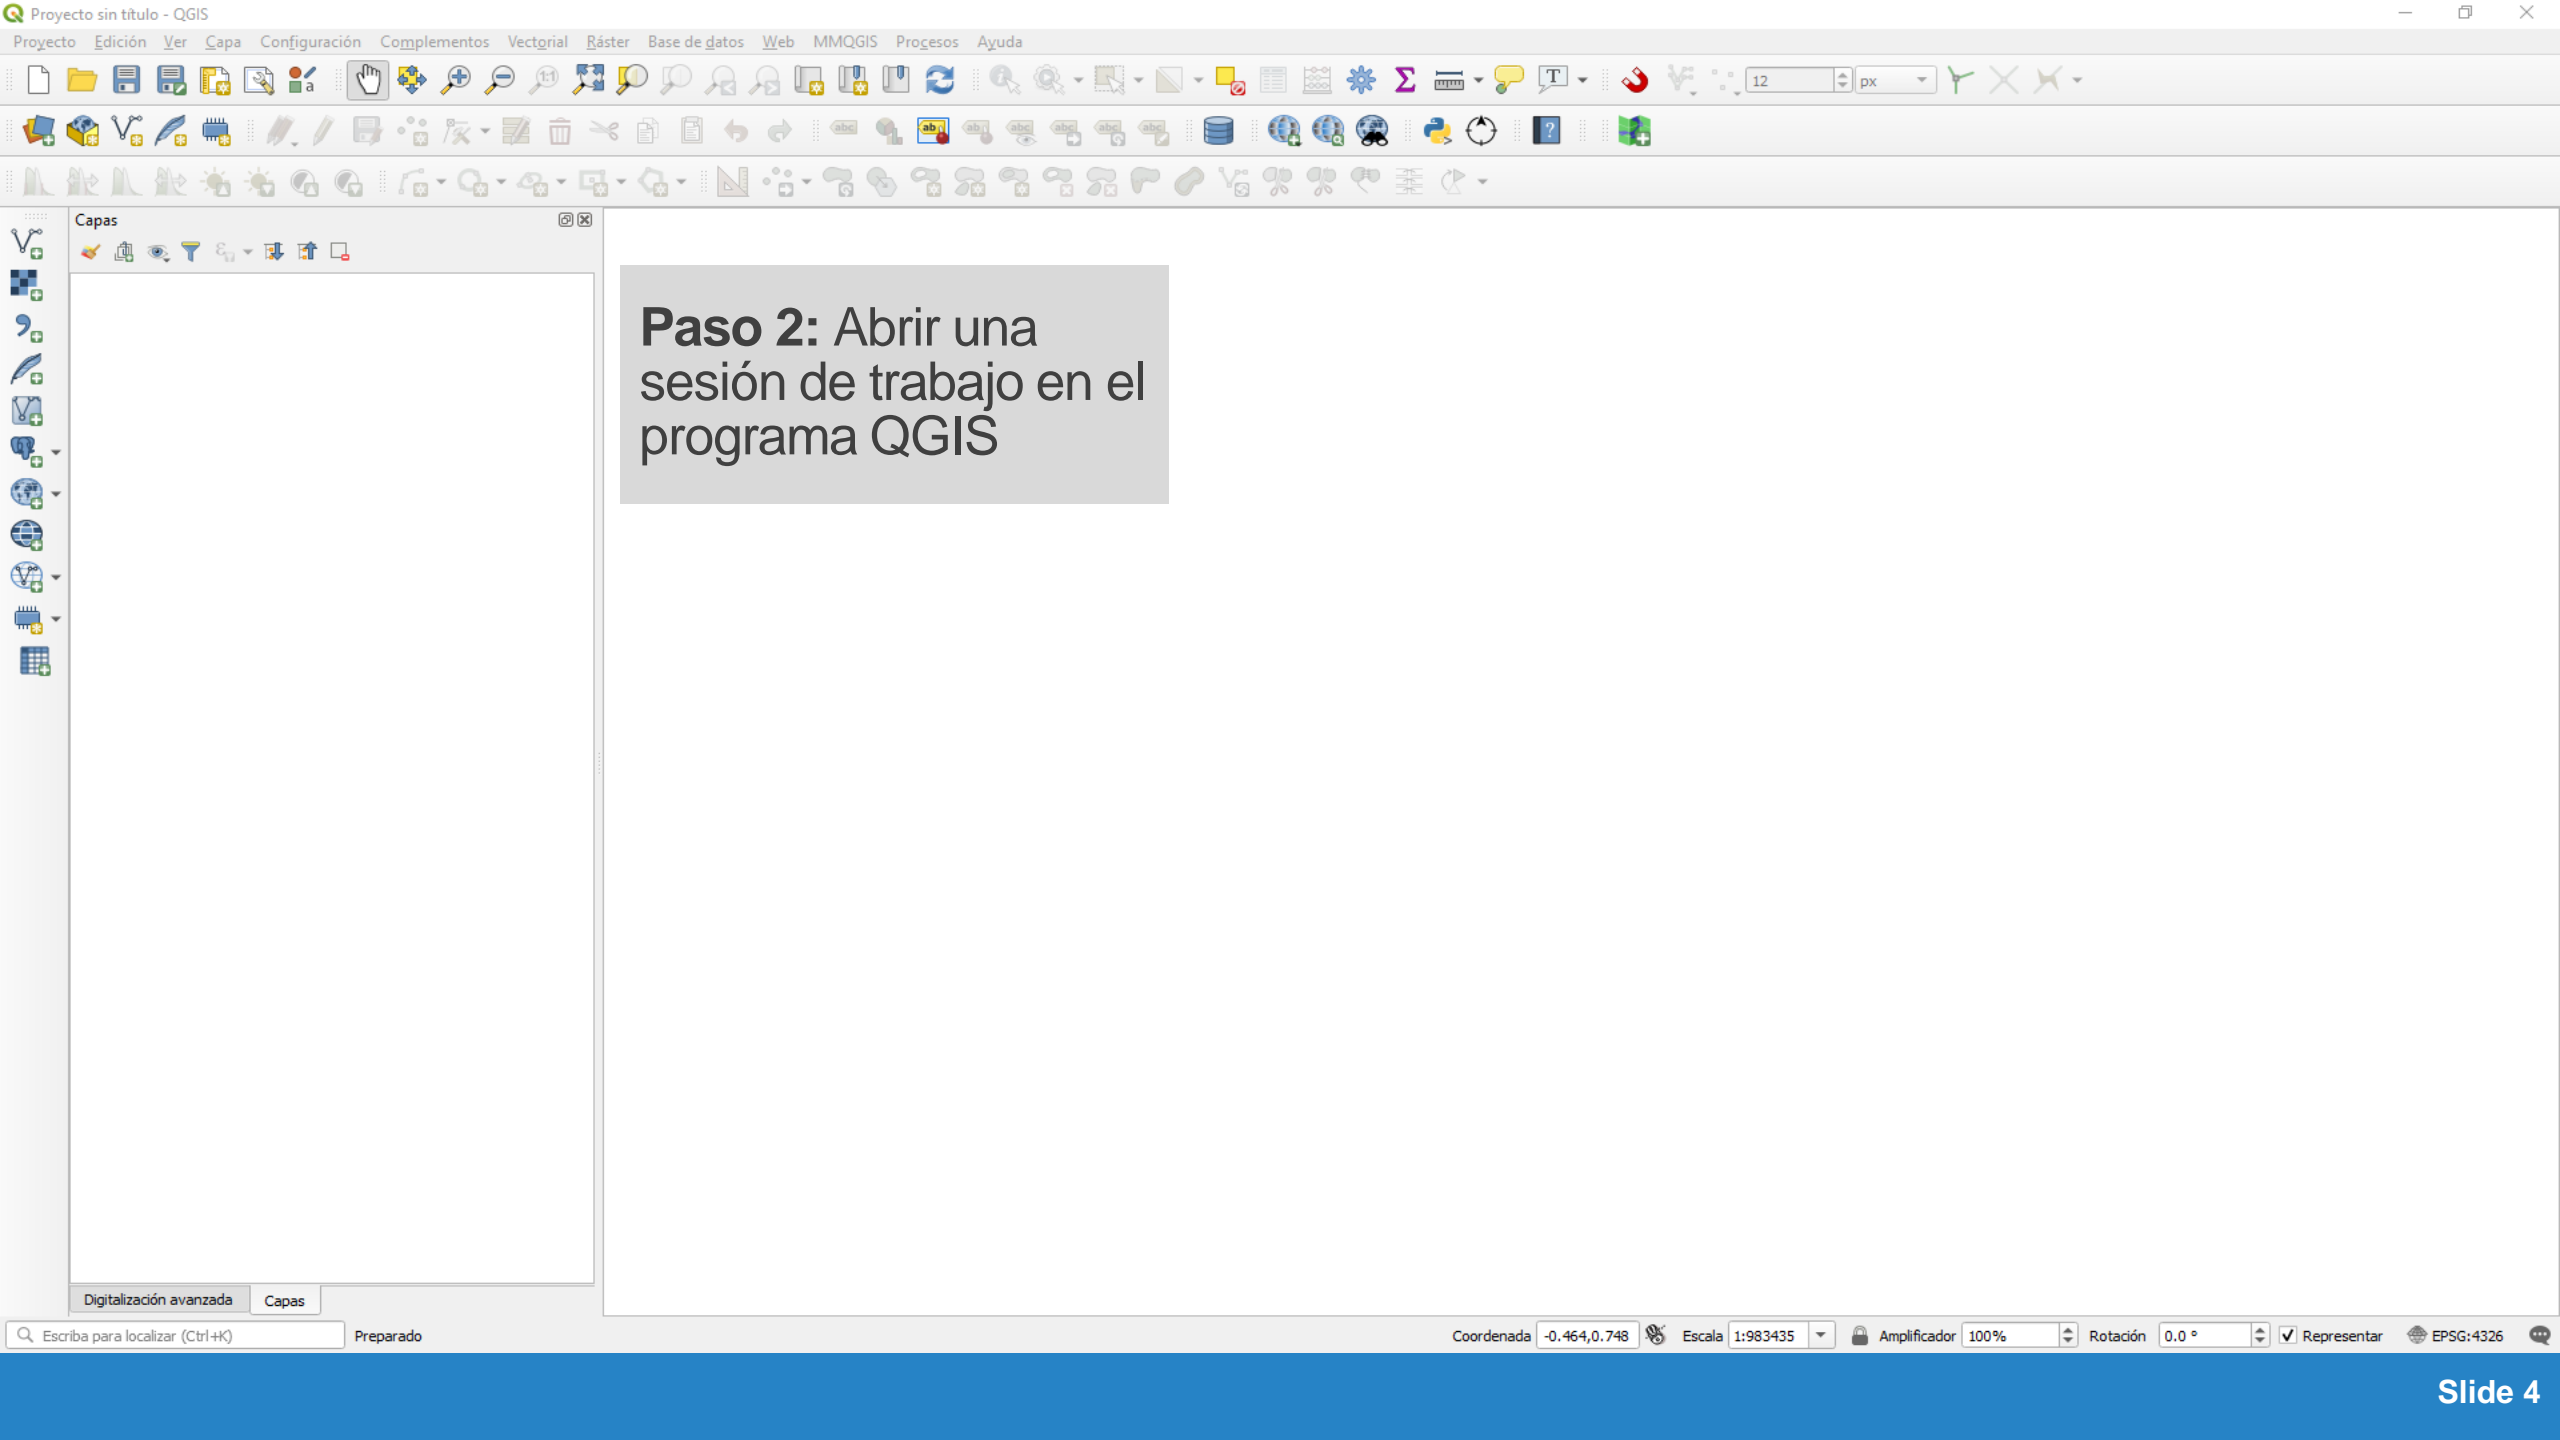 Proyecto sin título - QGIS
Proyecto Edición Ver Capa Configuración Complementos Vectorial Ráster Base de datos Web MMQGIS Procesos Ayuda
12 px
Capas
Paso 2: Abrir una
sesión de trabajo en el
programa QGIS
Digitalización avanzada Capas
Escriba para localizar (Ctrl+K) Preparado Coordenada -0.464,0.748 Escala 1:983435 Amplificador 100% Rotación 0.0 ° Representar EPSG:4326
Slide 4